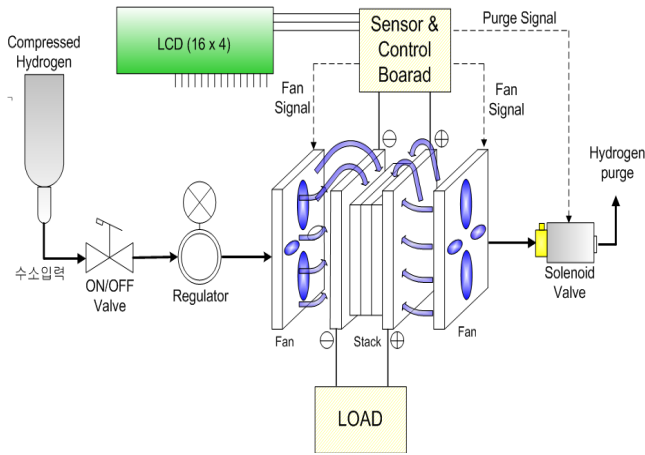 Compressed
Hydrogen
LCD (16 x 4)
Sensor &
Control
Boarad
Purge Signal
Fan
Signal
Fan
Signal
Hydrogen
purge
수소입력
ON/OFF
Valve
Regulator
Fan
Stack
Fan
Solenoid
Valve
LOAD